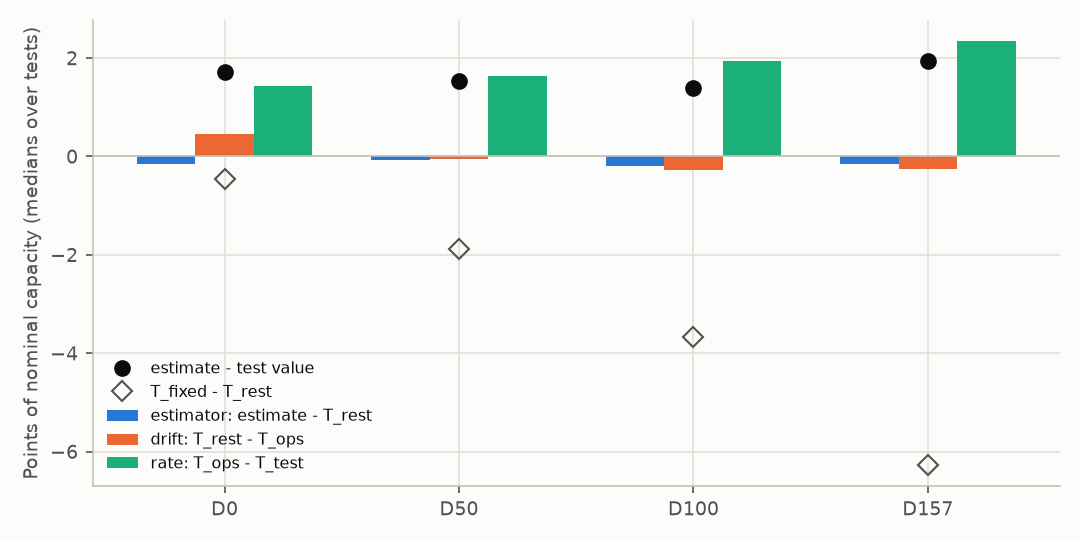 Points of nominal capacity (medians over tests)
2
0
−2
−4
−6
estimate - test value
T_fixed - T_rest
estimator: estimate - T_rest
drift: T_rest - T_ops
rate: T_ops - T_test
D0
D50
D100
D157